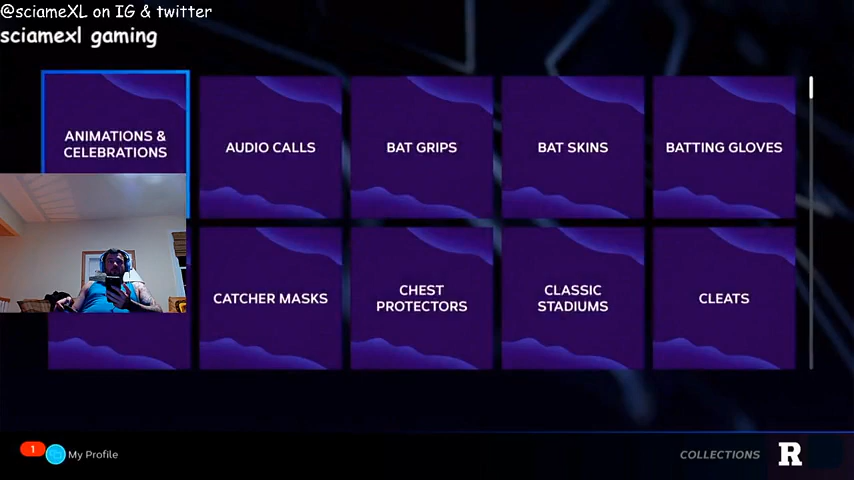 @sciameXL on IG & twitter
sciamexl gaming
ANIMATIONS &
CELEBRATIONS
AUDIO CALLS
BAT GRIPS
BAT SKINS
BATTING GLOVES
CATCHER MASKS
CHEST
PROTECTORS
CLASSIC
STADIUMS
CLEATS
1
My Profile
COLLECTIONS
R